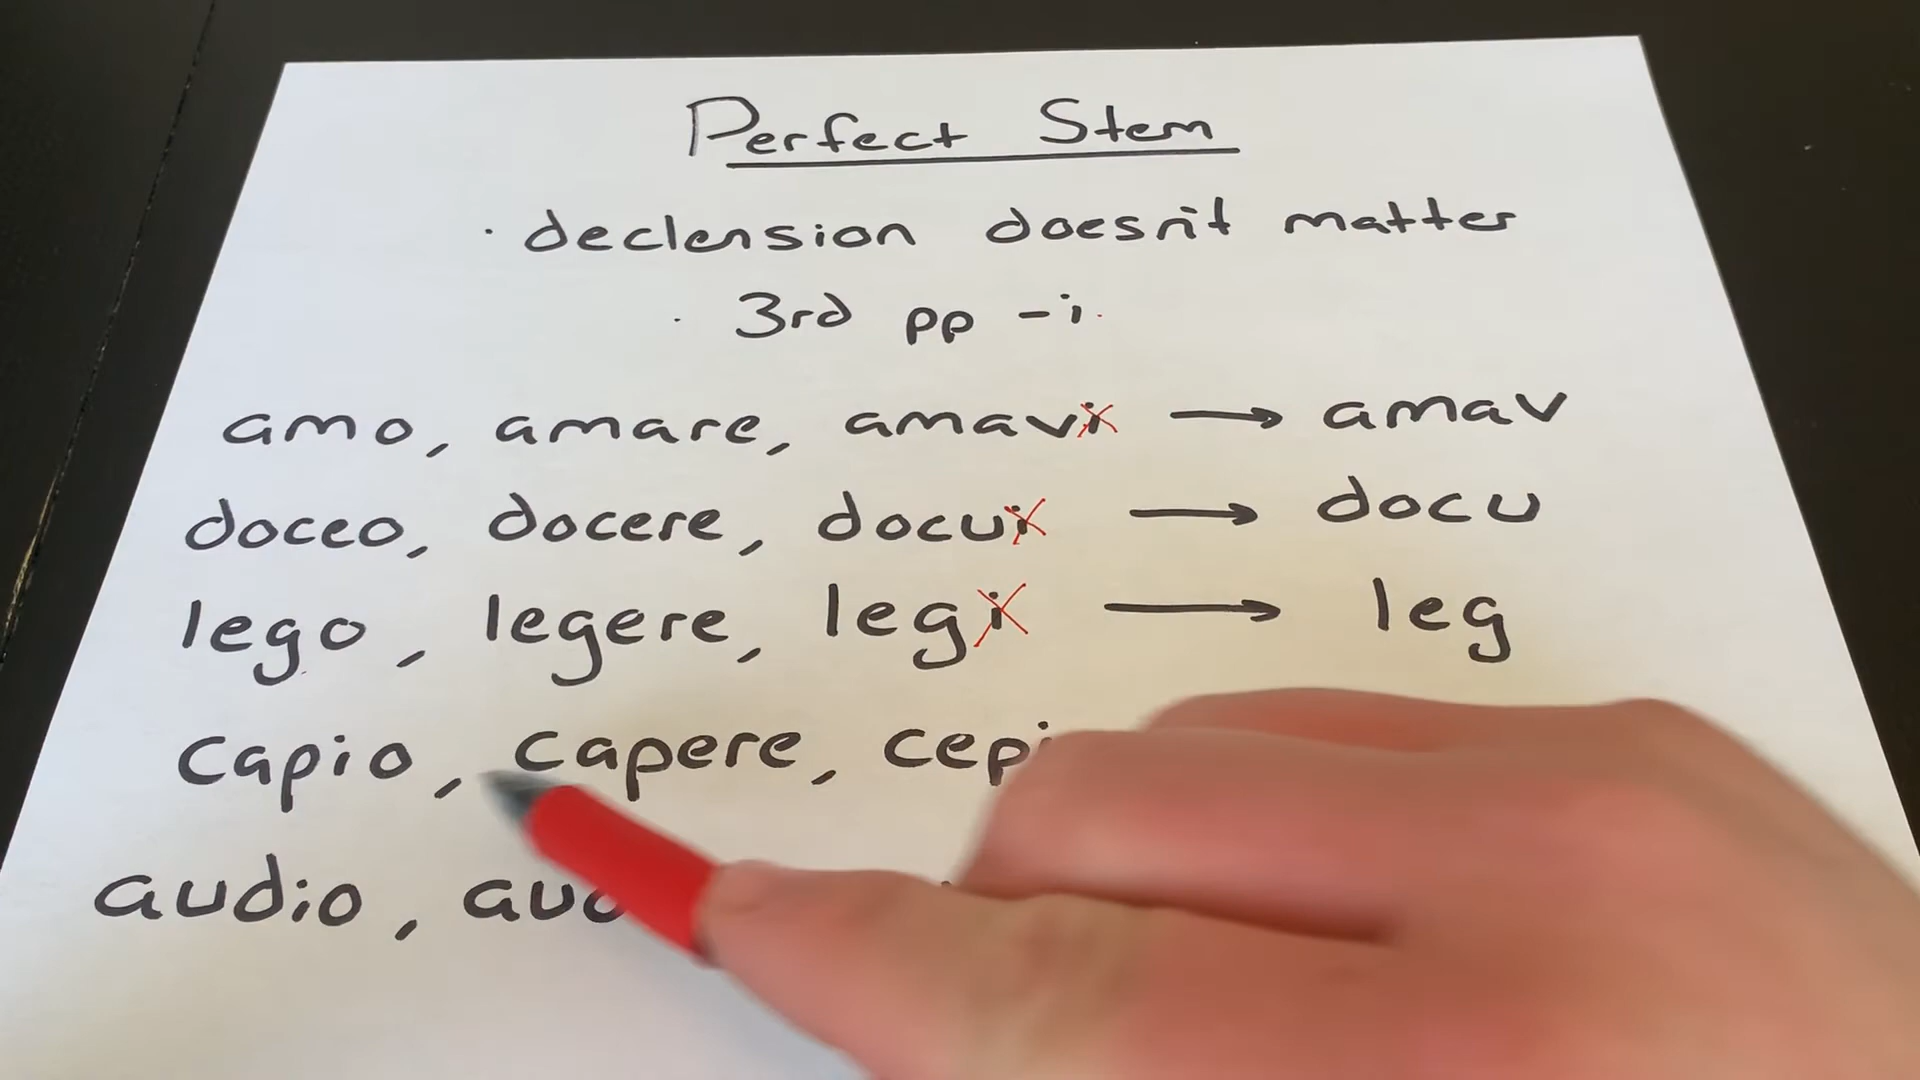 Perfect Stem
· declension doesn't matter
· 3rd pp -i
amo, amare, amavi → amav
doceo, docere, docui → docu
lego, legere, legi → leg
capio, capere, cepi
audio,